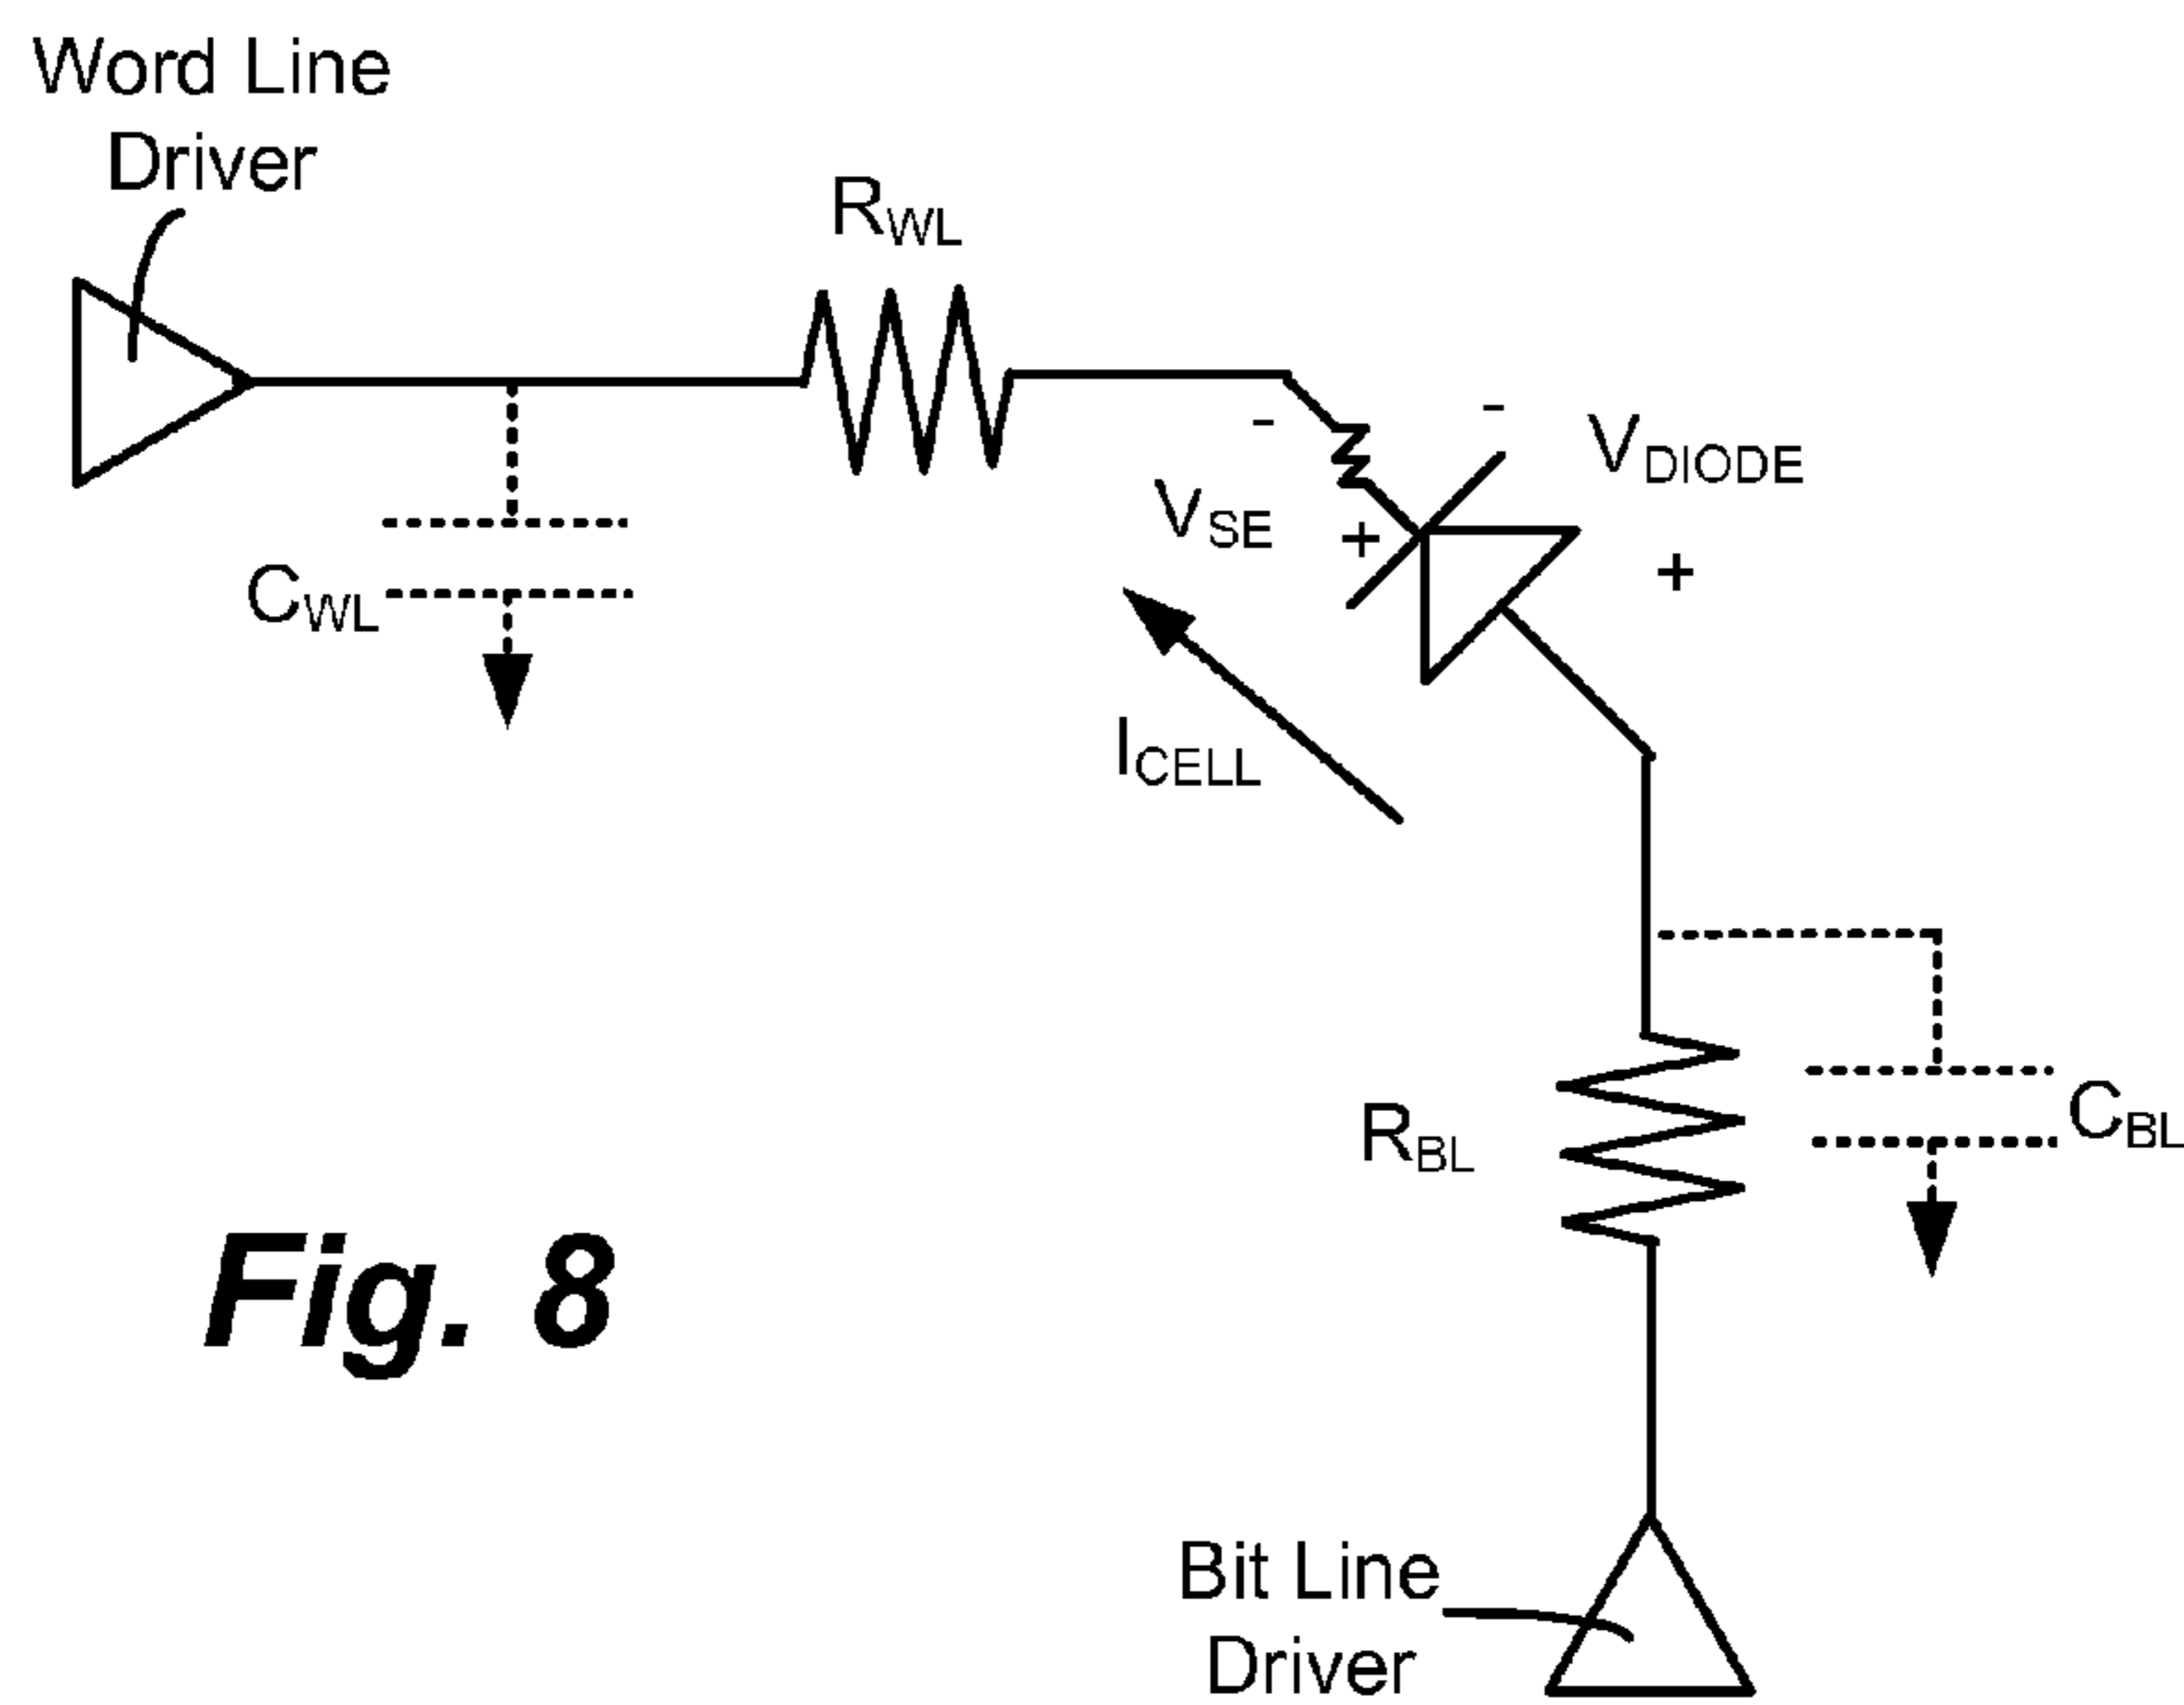 Word Line
Driver
RWL
-
-
VDIODE
VSE
+
+
CWL
ICELL
CBL
RBL
Fig. 8
Bit Line
Driver